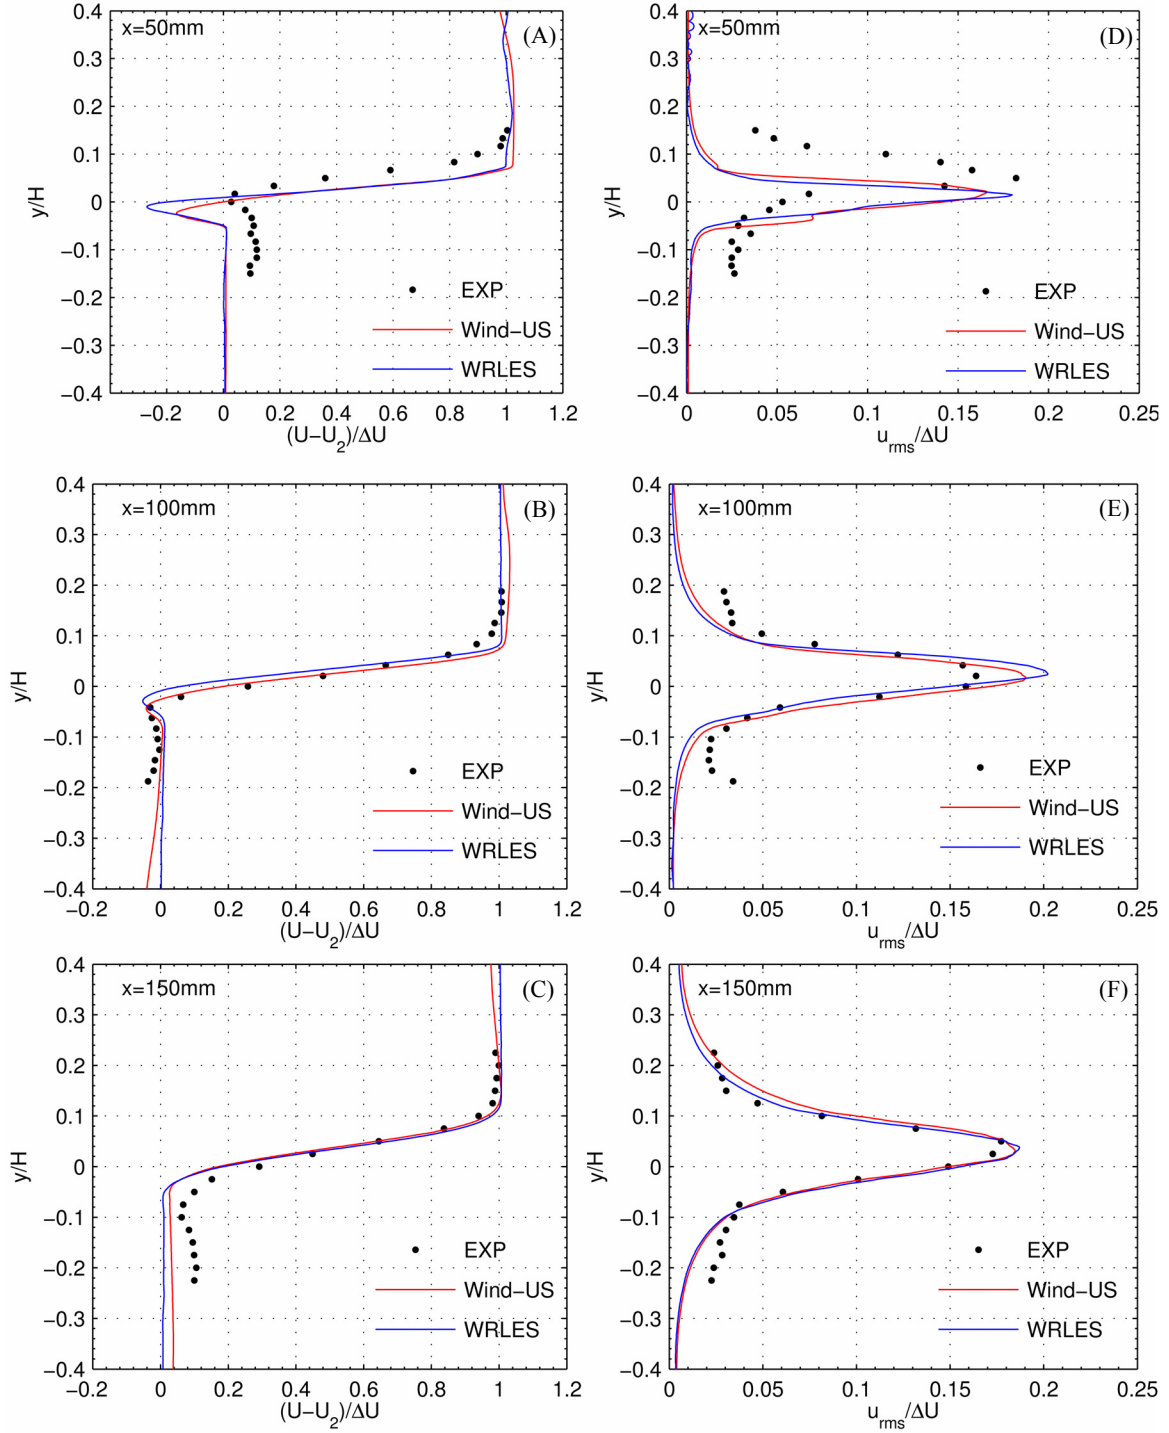 x=50mm
(A)
0.4
0.3
0.2
0.1
0
−0.1
−0.2
−0.3
−0.4
y/H
EXP
Wind−US
WRLES
−0.2 0 0.2 0.4 0.6 0.8 1 1.2
(U−U2)/ΔU
x=50mm
(D)
0.4
0.3
0.2
0.1
0
−0.1
−0.2
−0.3
−0.4
y/H
EXP
Wind−US
WRLES
0 0.05 0.1 0.15 0.2 0.25
urms/ΔU
x=100mm
(B)
0.4
0.3
0.2
0.1
0
−0.1
−0.2
−0.3
−0.4
y/H
EXP
Wind−US
WRLES
−0.2 0 0.2 0.4 0.6 0.8 1 1.2
(U−U2)/ΔU
x=100mm
(E)
0.4
0.3
0.2
0.1
0
−0.1
−0.2
−0.3
−0.4
y/H
EXP
Wind−US
WRLES
0 0.05 0.1 0.15 0.2 0.25
urms/ΔU
x=150mm
(C)
0.4
0.3
0.2
0.1
0
−0.1
−0.2
−0.3
−0.4
y/H
EXP
Wind−US
WRLES
−0.2 0 0.2 0.4 0.6 0.8 1 1.2
(U−U2)/ΔU
x=150mm
(F)
0.4
0.3
0.2
0.1
0
−0.1
−0.2
−0.3
−0.4
y/H
EXP
Wind−US
WRLES
0 0.05 0.1 0.15 0.2 0.25
urms/ΔU